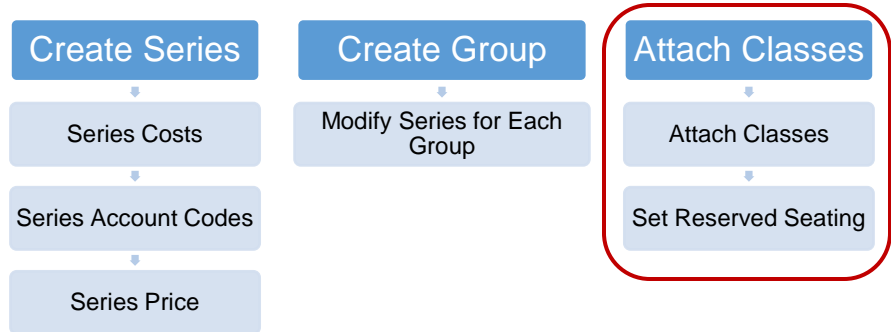 Create Series
Series Costs
Series Account Codes
Series Price
Create Group
Modify Series for Each
Group
Attach Classes
Attach Classes
Set Reserved Seating